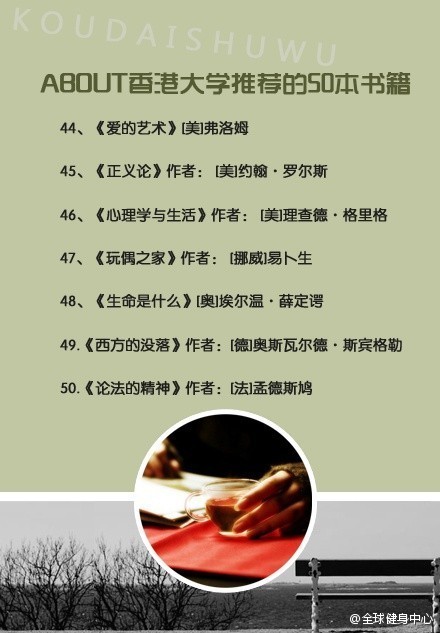 KOUDAISHUWU
ABOUT香港大学推荐的50本书籍
44、《爱的艺术》[美]弗洛姆
45、《正义论》作者：[美]约翰·罗尔斯
46、《心理学与生活》作者：[美]理查德·格里格
47、《玩偶之家》作者：[挪威]易卜生
48、《生命是什么》[奥]埃尔温·薛定谔
49.《西方的没落》作者：[德]奥斯瓦尔德·斯宾格勒
50.《论法的精神》作者：[法]孟德斯鸠
@全球健身中心